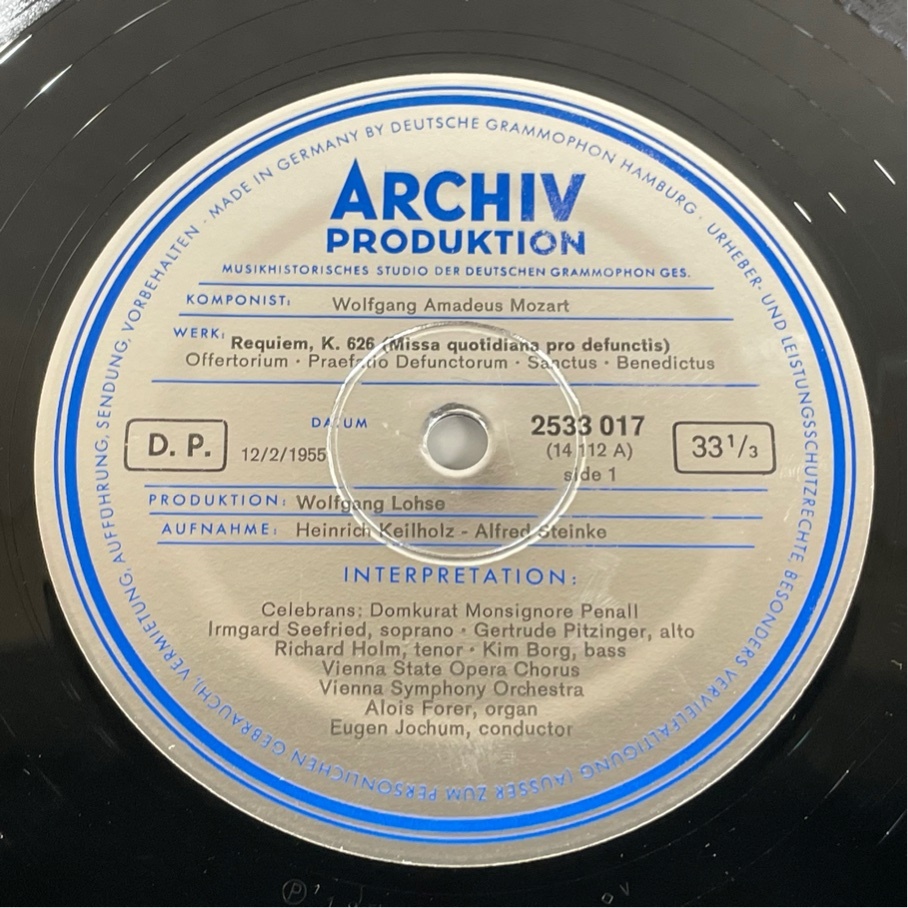 MADE IN GERMANY BY DEUTSCHE GRAMMOPHON HAMBURG · URHEBER- UND LEISTUNGSSCHUTZRECHTE, BESONDERS VERVIELFÄLTIGUNG (AUSSER ZUM PERSÖNLICHEN GEBRAUCH), VERMIETUNG, AUFFÜHRUNG, SENDUNG, VORBEHALTEN ·
ARCHIV
PRODUKTION
MUSIKHISTORISCHES STUDIO DER DEUTSCHEN GRAMMOPHON GES.
KOMPONIST: Wolfgang Amadeus Mozart
WERK: Requiem, K. 626 (Missa quotidiana pro defunctis)
Offertorium · Praefatio Defunctorum · Sanctus · Benedictus
DATUM
12/2/1955
D. P.
2533 017
(14 112 A)
side 1
33 1/3
PRODUKTION: Wolfgang Lohse
AUFNAHME: Heinrich Keilholz - Alfred Steinke
INTERPRETATION:
Celebrans: Domkurat Monsignore Penall
Irmgard Seefried, soprano · Gertrude Pitzinger, alto
Richard Holm, tenor · Kim Borg, bass
Vienna State Opera Chorus
Vienna Symphony Orchestra
Alois Forer, organ
Eugen Jochum, conductor